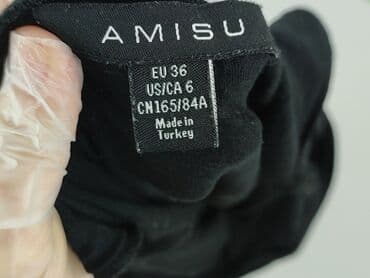 AMISU
EU 36
US/CA 6
CN165/84A
Made in
Turkey